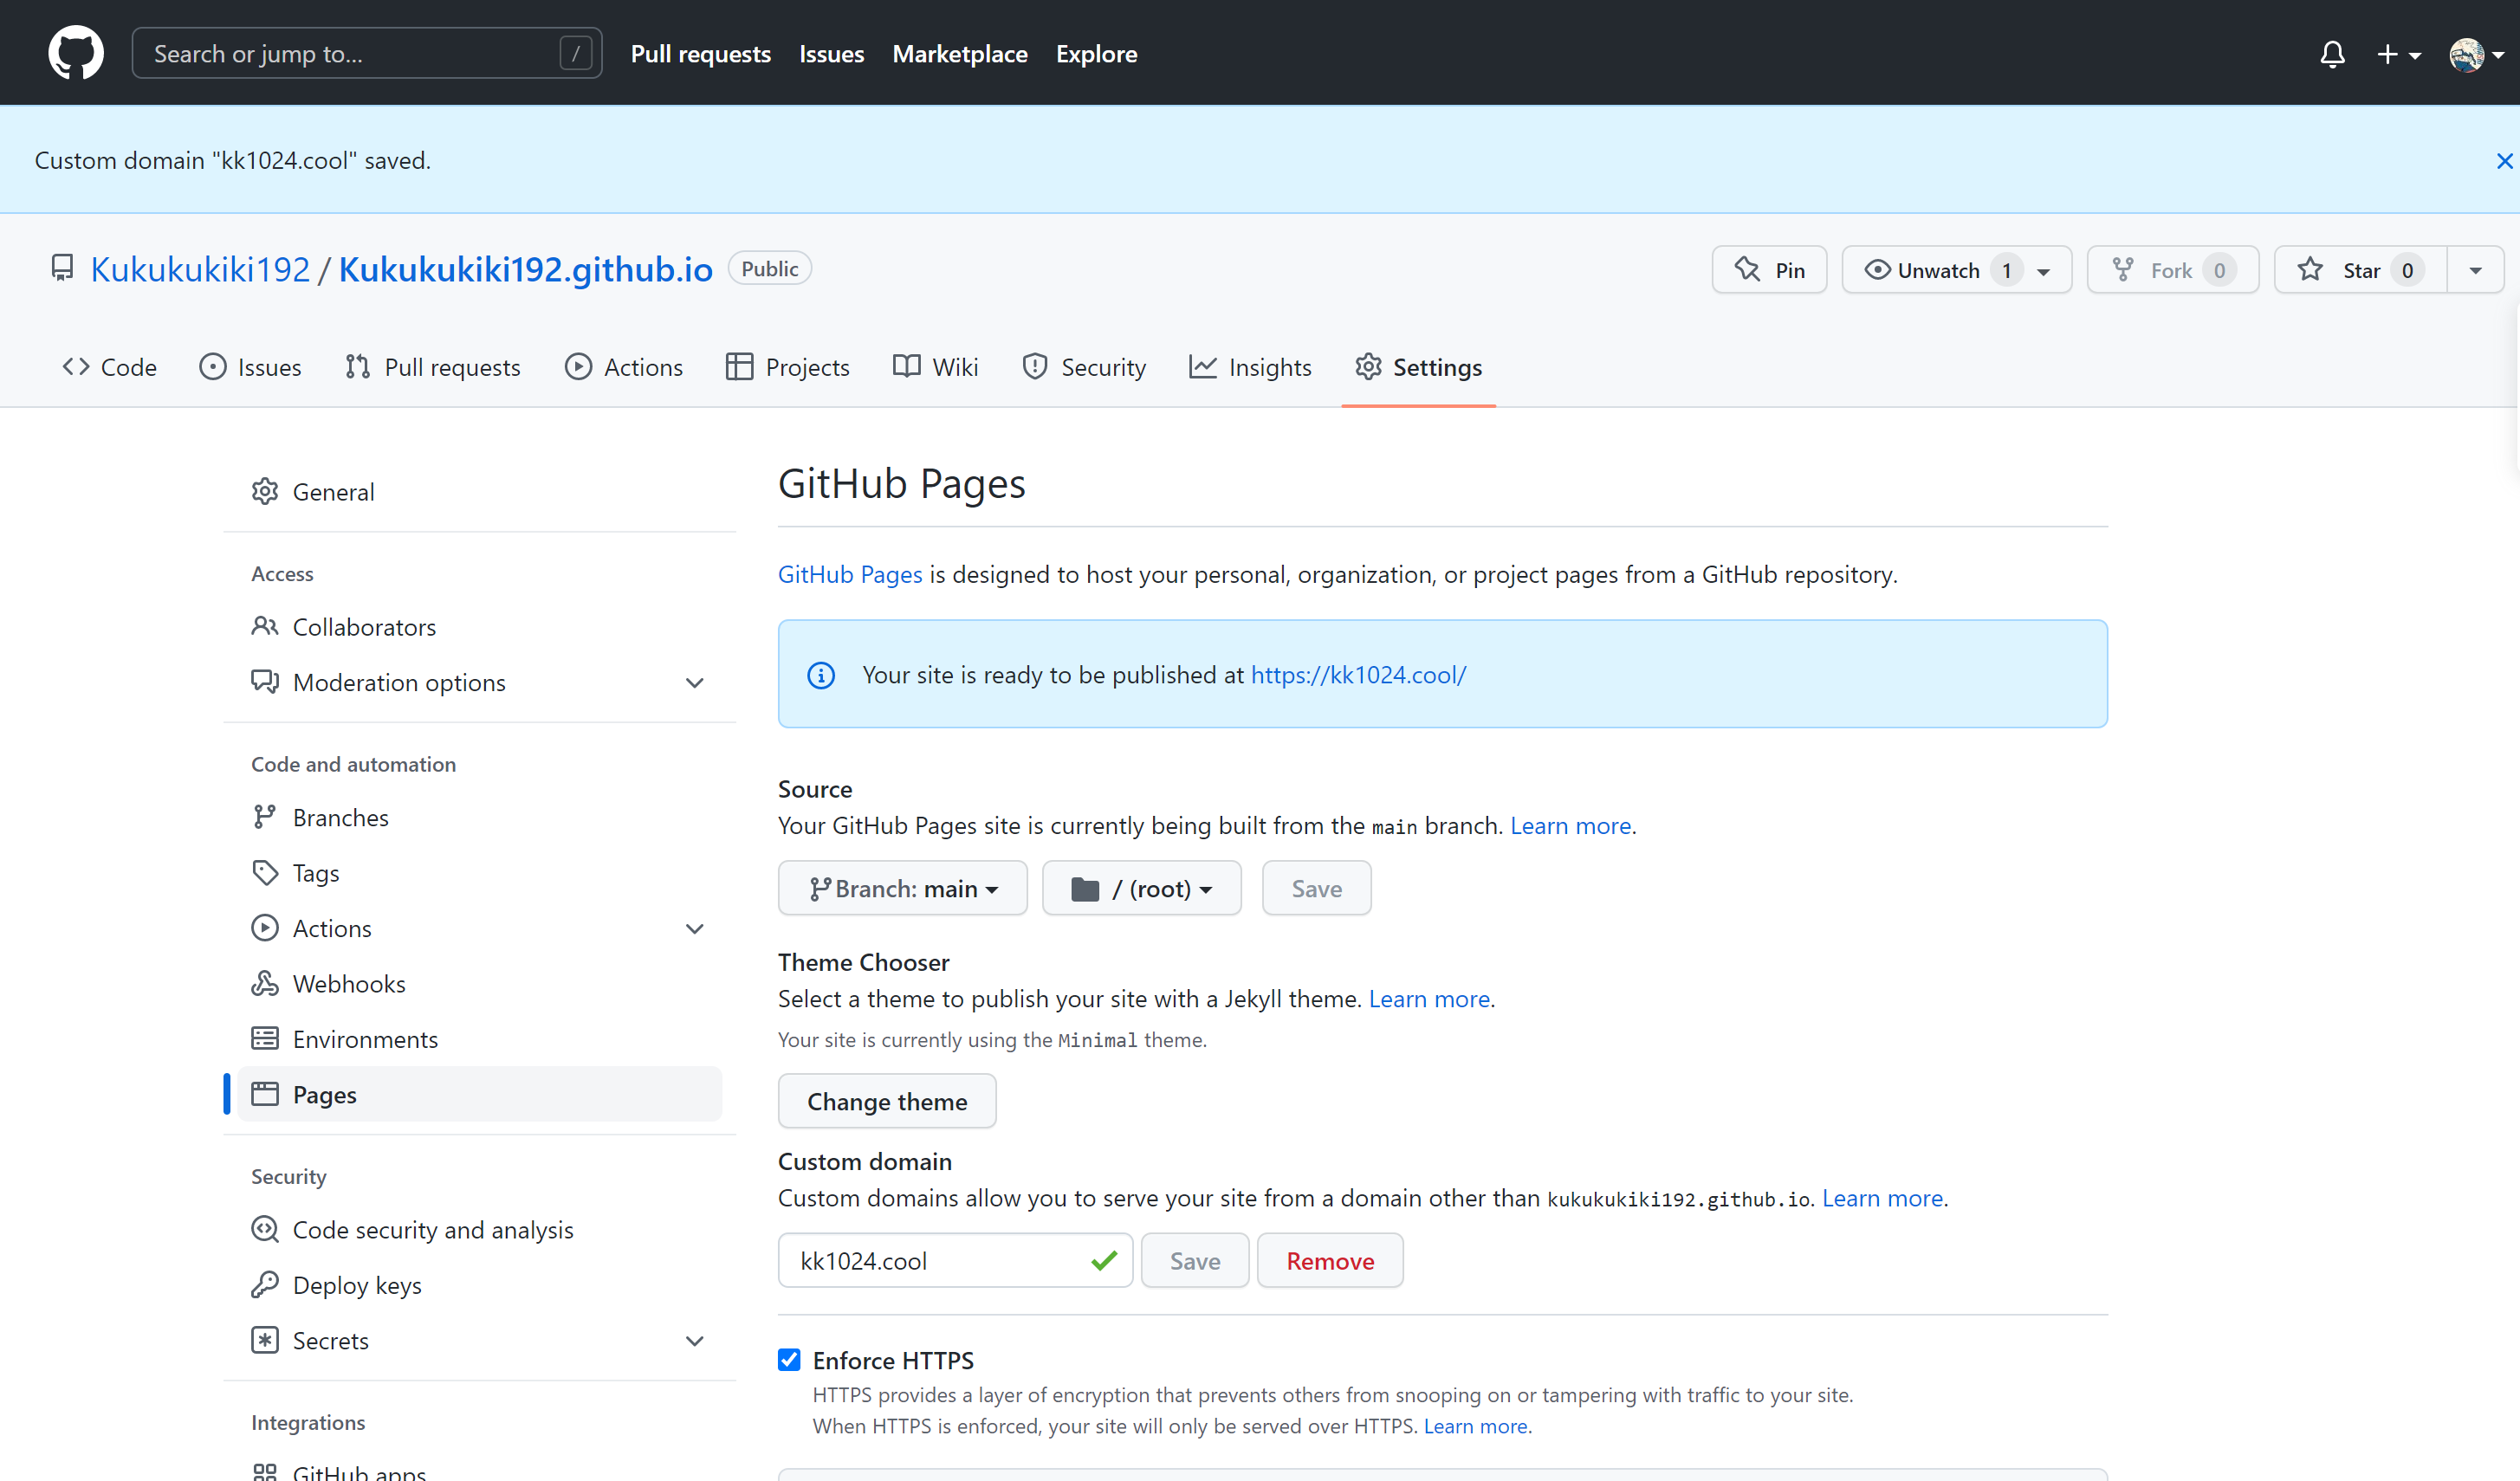 Search or jump to... /
Pull requests Issues Marketplace Explore
Custom domain "kk1024.cool" saved.
Kukukukiki192 / Kukukukiki192.github.io Public
Pin Unwatch 1 Fork 0 Star 0
Code Issues Pull requests Actions Projects Wiki Security Insights Settings
General
Access
Collaborators
Moderation options
Code and automation
Branches
Tags
Actions
Webhooks
Environments
Pages
Security
Code security and analysis
Deploy keys
Secrets
Integrations
GitHub apps
GitHub Pages
GitHub Pages is designed to host your personal, organization, or project pages from a GitHub repository.
Your site is ready to be published at https://kk1024.cool/
Source
Your GitHub Pages site is currently being built from the main branch. Learn more.
Branch: main / (root) Save
Theme Chooser
Select a theme to publish your site with a Jekyll theme. Learn more.
Your site is currently using the Minimal theme.
Change theme
Custom domain
Custom domains allow you to serve your site from a domain other than kukukukiki192.github.io. Learn more.
kk1024.cool Save Remove
Enforce HTTPS
HTTPS provides a layer of encryption that prevents others from snooping on or tampering with traffic to your site.
When HTTPS is enforced, your site will only be served over HTTPS. Learn more.